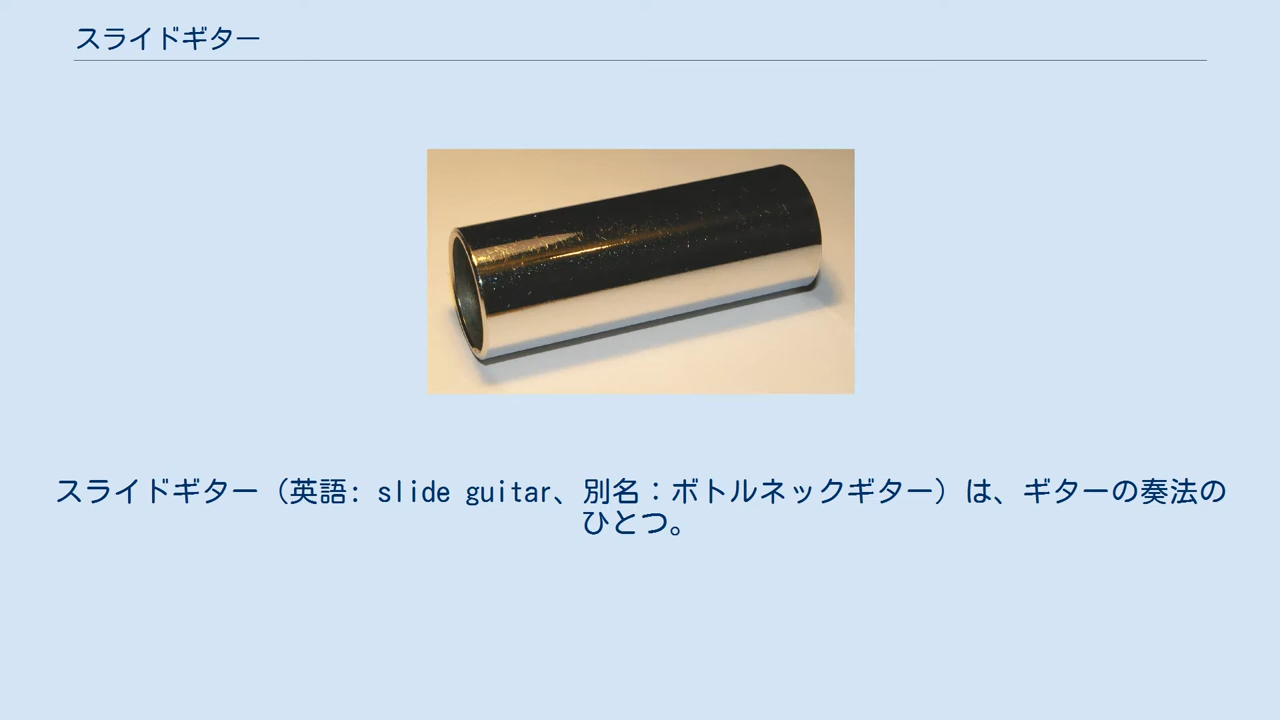 スライドギター
スライドギター（英語: slide guitar、別名：ボトルネックギター）は、ギターの奏法の
ひとつ。